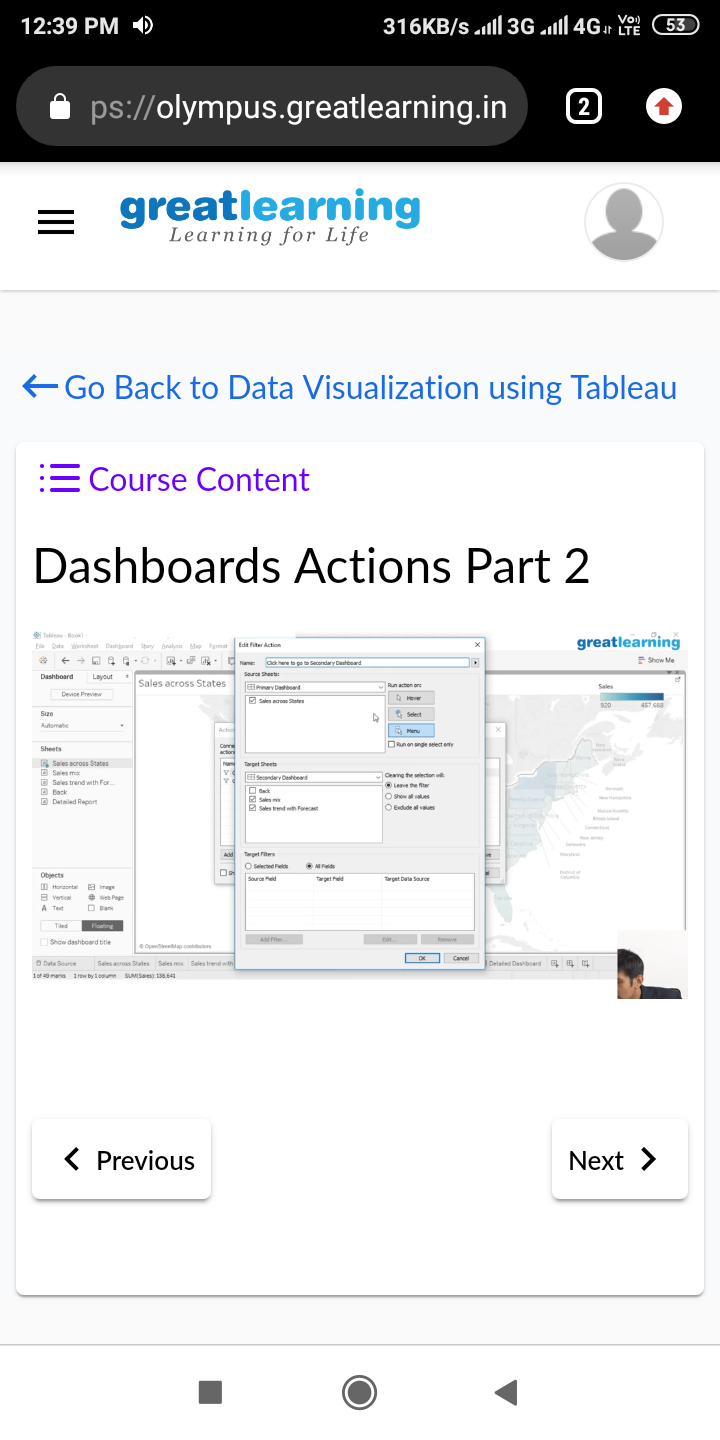 12:39 PM 316KB/s 3G 4G Vo) LTE 53
ps://olympus.greatlearning.in 2
greatlearning
Learning for Life
Go Back to Data Visualization using Tableau
Course Content
Dashboards Actions Part 2
Tableau - Book1
File Data Worksheet Dashboard Story Analysis Map Format
greatlearning
Show Me
Dashboard Layout
Device Preview
Size
Automatic
Sheets
Sales across States
Sales mix
Sales trend with For...
Back
Detailed Report
Objects
Horizontal Image
Vertical Web Page
Text Blank
Tiled Floating
Show dashboard title
Sales across States
Edit Filter Action
Name: Click here to go to Secondary Dashboard
Source Sheets:
Primary Dashboard
Sales across States
Run action on:
Hover
Select
Menu
Run on single select only
Target Sheets
Secondary Dashboard
Back
Sales mix
Sales trend with Forecast
Clearing the selection will:
Leave the filter
Show all values
Exclude all values
Target Filters
Selected Fields All Fields
Source Field Target Field Target Data Source
Add Filter... Edit... Remove
OK Cancel
Sales
920 457,688
© OpenStreetMap contributors
Data Source Sales across States Sales mix Sales trend with Detailed Dashboard
1 of 49 marks 1 row by 1 column SUM(Sales): 138,641
Previous
Next